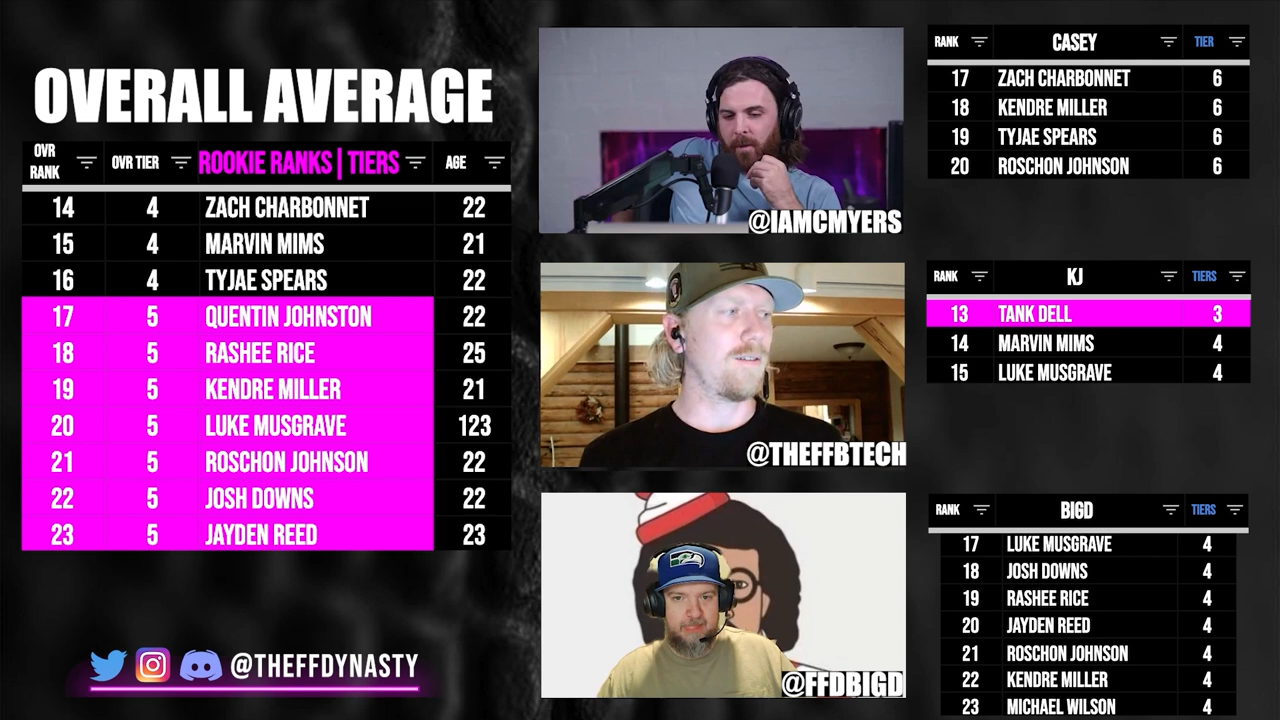 OVERALL AVERAGE
OVR RANK OVR TIER ROOKIE RANKS | TIERS AGE
14 4 ZACH CHARBONNET 22
15 4 MARVIN MIMS 21
16 4 TYJAE SPEARS 22
17 5 QUENTIN JOHNSTON 22
18 5 RASHEE RICE 25
19 5 KENDRE MILLER 21
20 5 LUKE MUSGRAVE 123
21 5 ROSCHON JOHNSON 22
22 5 JOSH DOWNS 22
23 5 JAYDEN REED 23
@THEFFDYNASTY
@IAMCMYERS
@THEFFBTECH
@FFDBIGD
RANK CASEY TIER
17 ZACH CHARBONNET 6
18 KENDRE MILLER 6
19 TYJAE SPEARS 6
20 ROSCHON JOHNSON 6
RANK KJ TIERS
13 TANK DELL 3
14 MARVIN MIMS 4
15 LUKE MUSGRAVE 4
RANK BIGD TIERS
17 LUKE MUSGRAVE 4
18 JOSH DOWNS 4
19 RASHEE RICE 4
20 JAYDEN REED 4
21 ROSCHON JOHNSON 4
22 KENDRE MILLER 4
23 MICHAEL WILSON 4